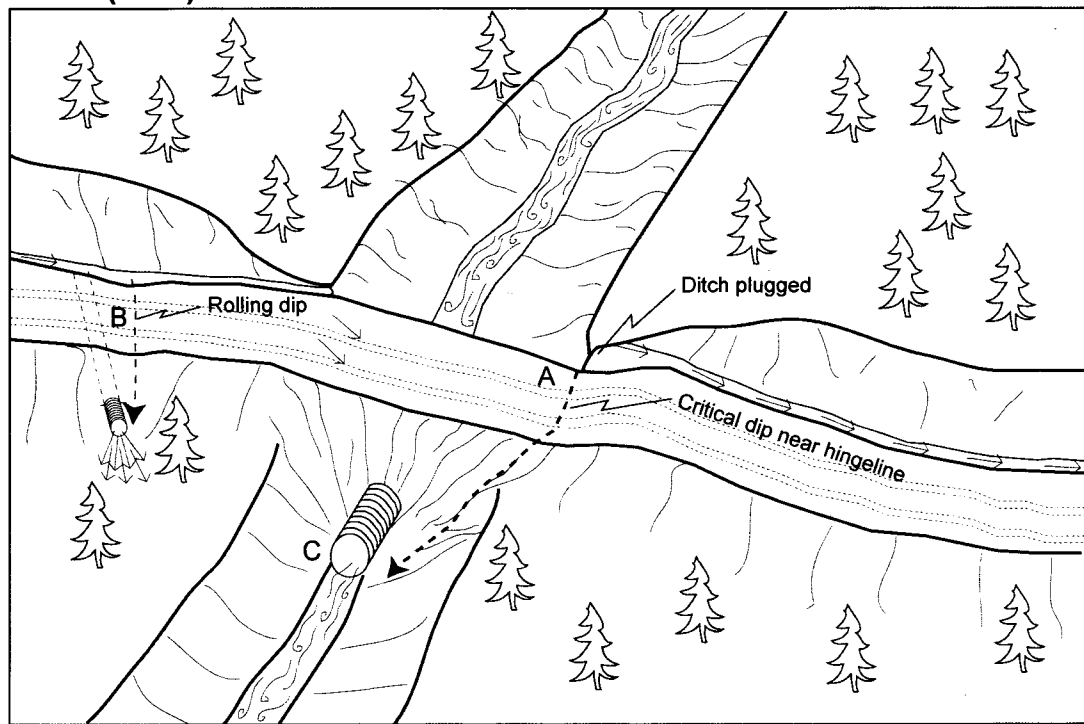 Ditch plugged
B
Rolling dip
A
Critical dip near hingeline
C